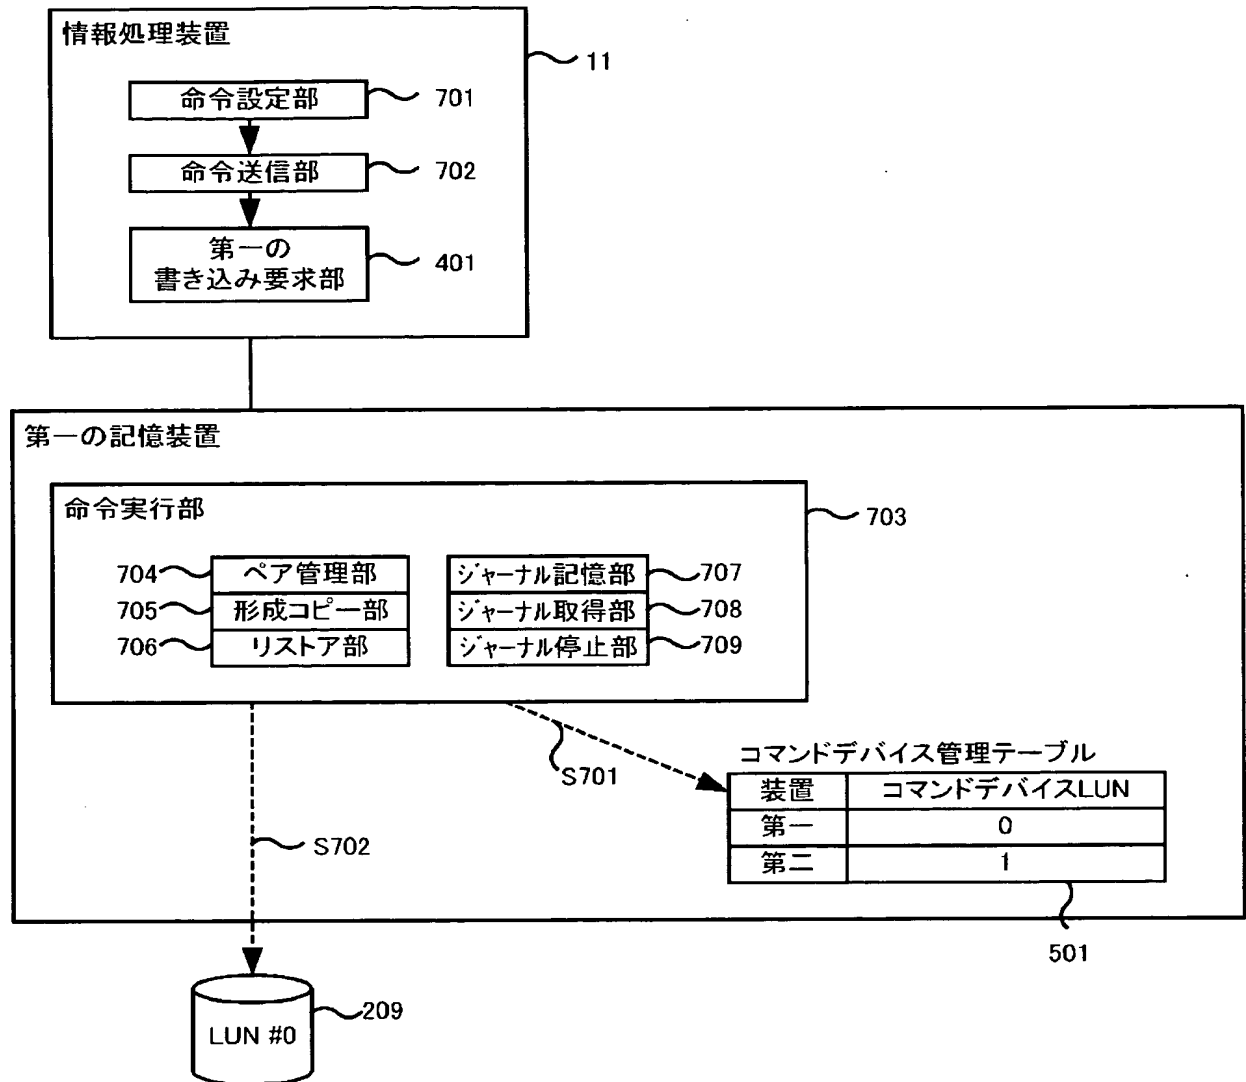 情報処理装置
11
命令設定部
701
命令送信部
702
第一の
書き込み要求部
401
第一の記憶装置
命令実行部
703
704
ペア管理部
ジャーナル記憶部
707
705
形成コピー部
ジャーナル取得部
708
706
リストア部
ジャーナル停止部
709
S701
コマンドデバイス管理テーブル
装置 コマンドデバイスLUN
第一 0
第二 1
S702
501
209
LUN #0